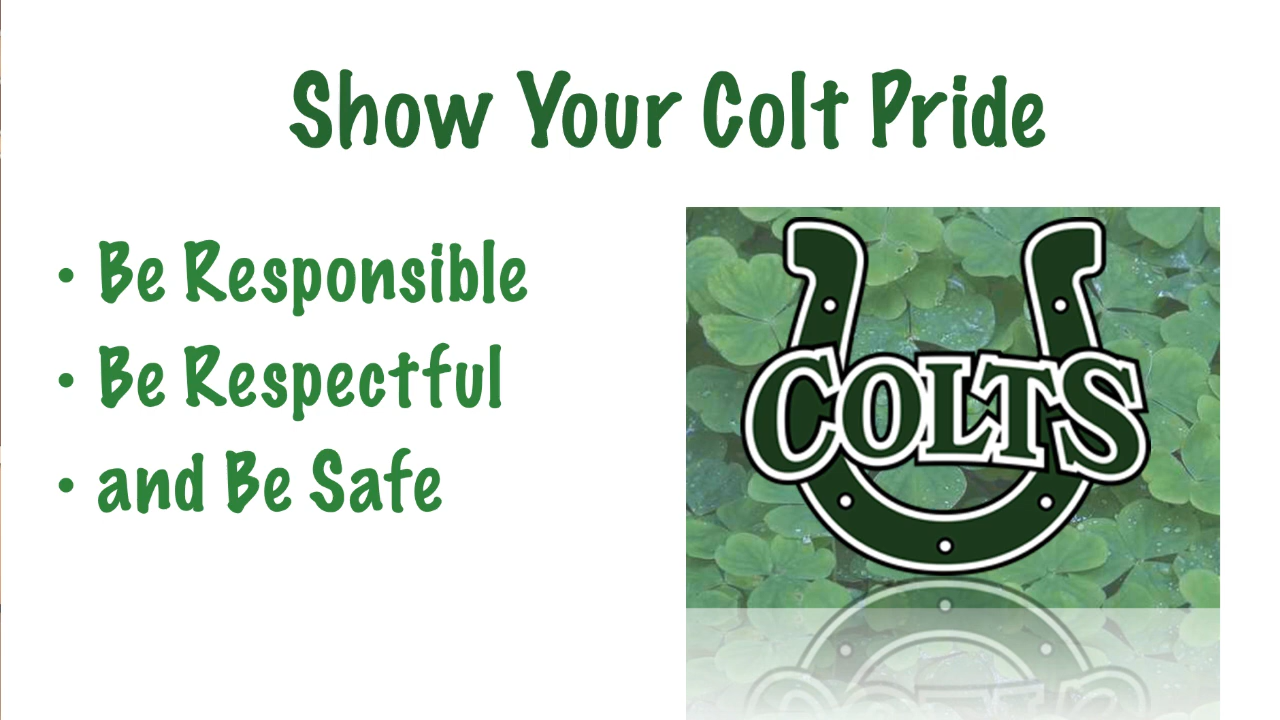 Show Your Colt Pride
• Be Responsible
• Be Respectful
• and Be Safe
COLTS